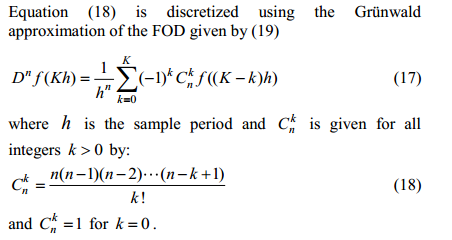 Equation (18) is discretized using the Grünwald
approximation of the FOD given by (19)
D^n f(Kh) = \frac{1}{h^n} \sum_{k=0}^{K} (-1)^k C_n^k f((K-k)h) (17)
where h is the sample period and C_n^k is given for all
integers k > 0 by:
C_n^k = \frac{n(n-1)(n-2)\cdots(n-k+1)}{k!} (18)
and C_n^k = 1 for k = 0.